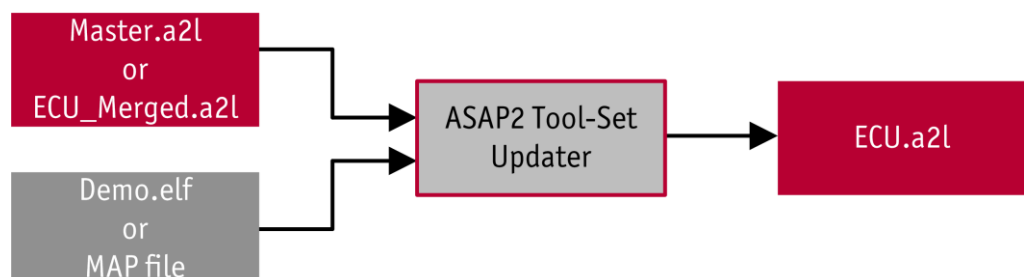 Master.a2l
or
ECU_Merged.a2l
Demo.elf
or
MAP file
ASAP2 Tool-Set
Updater
ECU.a2l